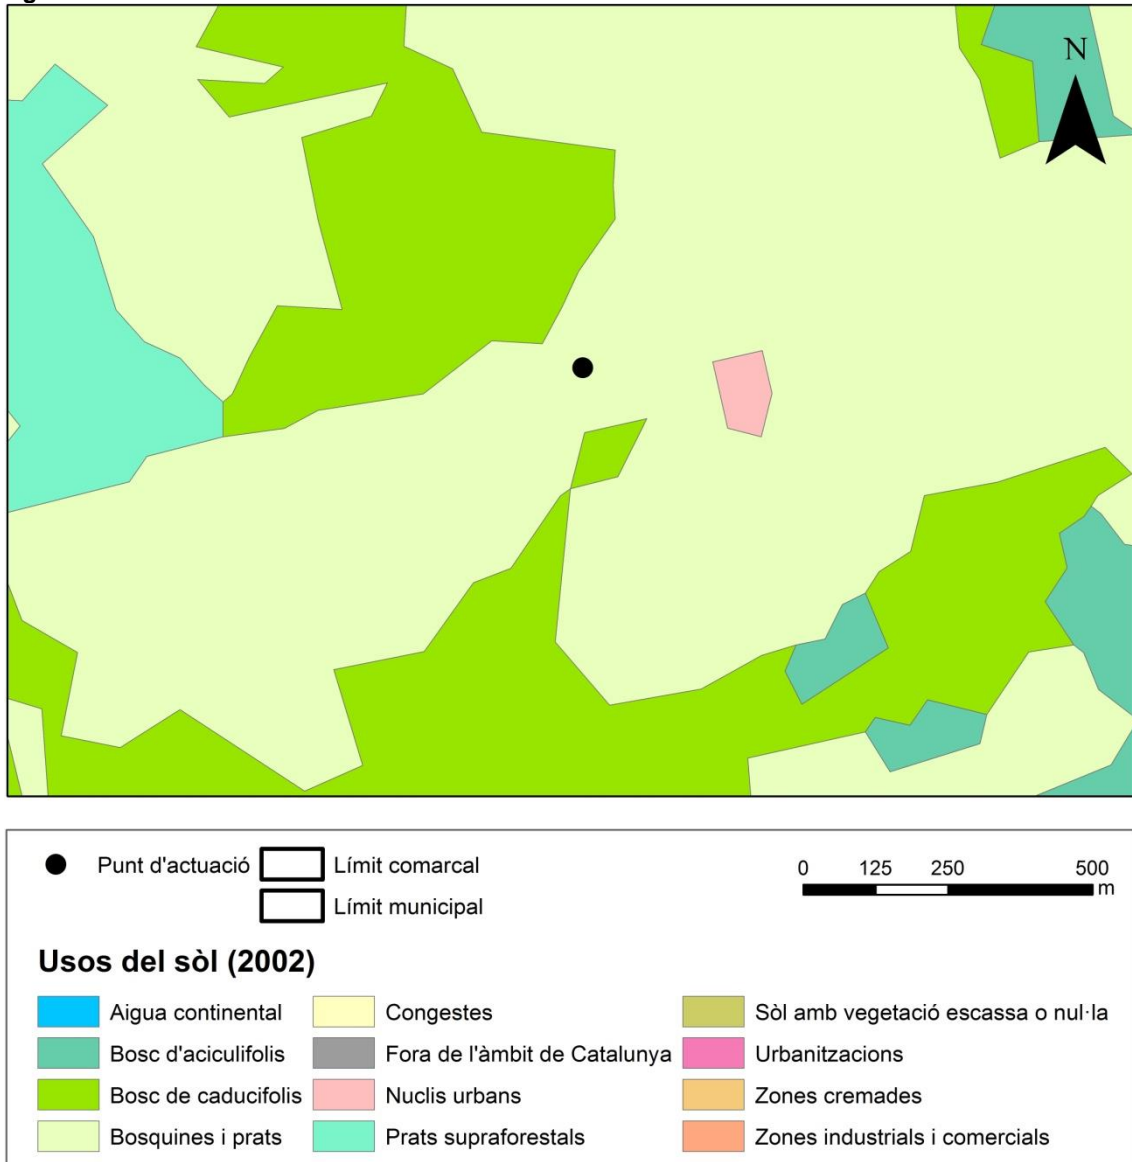 N
Punt d'actuació
Límit comarcal
Límit municipal
0 125 250 500
m
Usos del sòl (2002)
Aigua continental
Bosc d'aciculifolis
Bosc de caducifolis
Bosquines i prats
Congestes
Fora de l'àmbit de Catalunya
Nuclis urbans
Prats supraforestals
Sòl amb vegetació escassa o nul·la
Urbanitzacions
Zones cremades
Zones industrials i comercials